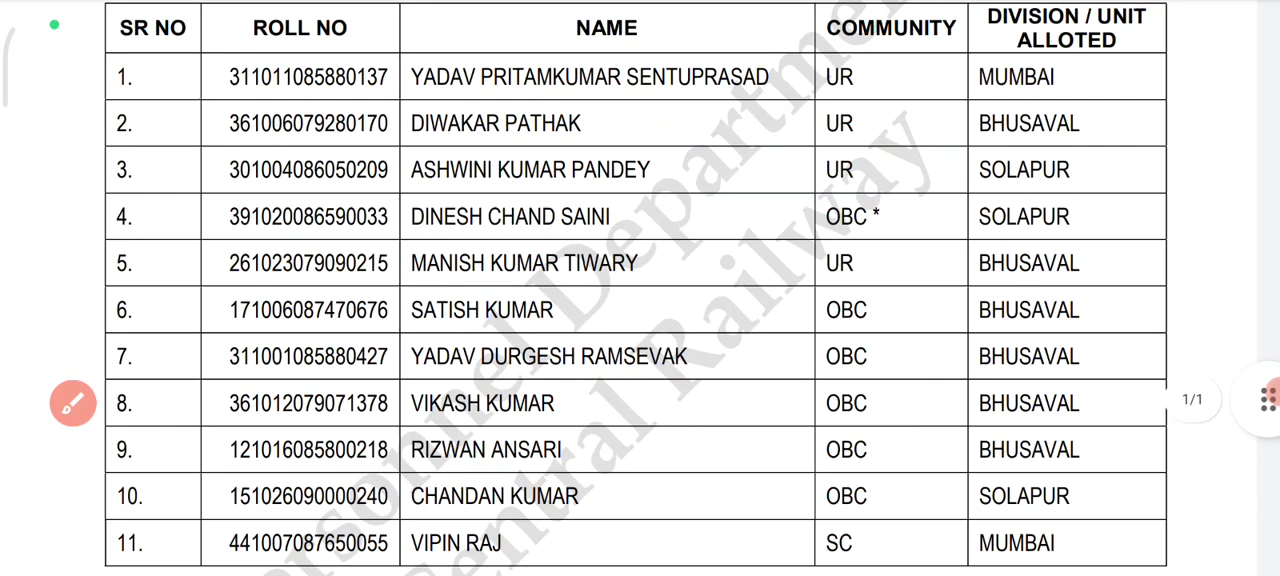 SR NO ROLL NO NAME COMMUNITY DIVISION / UNIT ALLOTED
1. 311011085880137 YADAV PRITAMKUMAR SENTUPRASAD UR MUMBAI
2. 361006079280170 DIWAKAR PATHAK UR BHUSAVAL
3. 301004086050209 ASHWINI KUMAR PANDEY UR SOLAPUR
4. 391020086590033 DINESH CHAND SAINI OBC * SOLAPUR
5. 261023079090215 MANISH KUMAR TIWARY UR BHUSAVAL
6. 171006087470676 SATISH KUMAR OBC BHUSAVAL
7. 311001085880427 YADAV DURGESH RAMSEVAK OBC BHUSAVAL
8. 361012079071378 VIKASH KUMAR OBC BHUSAVAL
9. 121016085800218 RIZWAN ANSARI OBC BHUSAVAL
10. 151026090000240 CHANDAN KUMAR OBC SOLAPUR
11. 441007087650055 VIPIN RAJ SC MUMBAI
1/1
Personnel Department
Central Railway